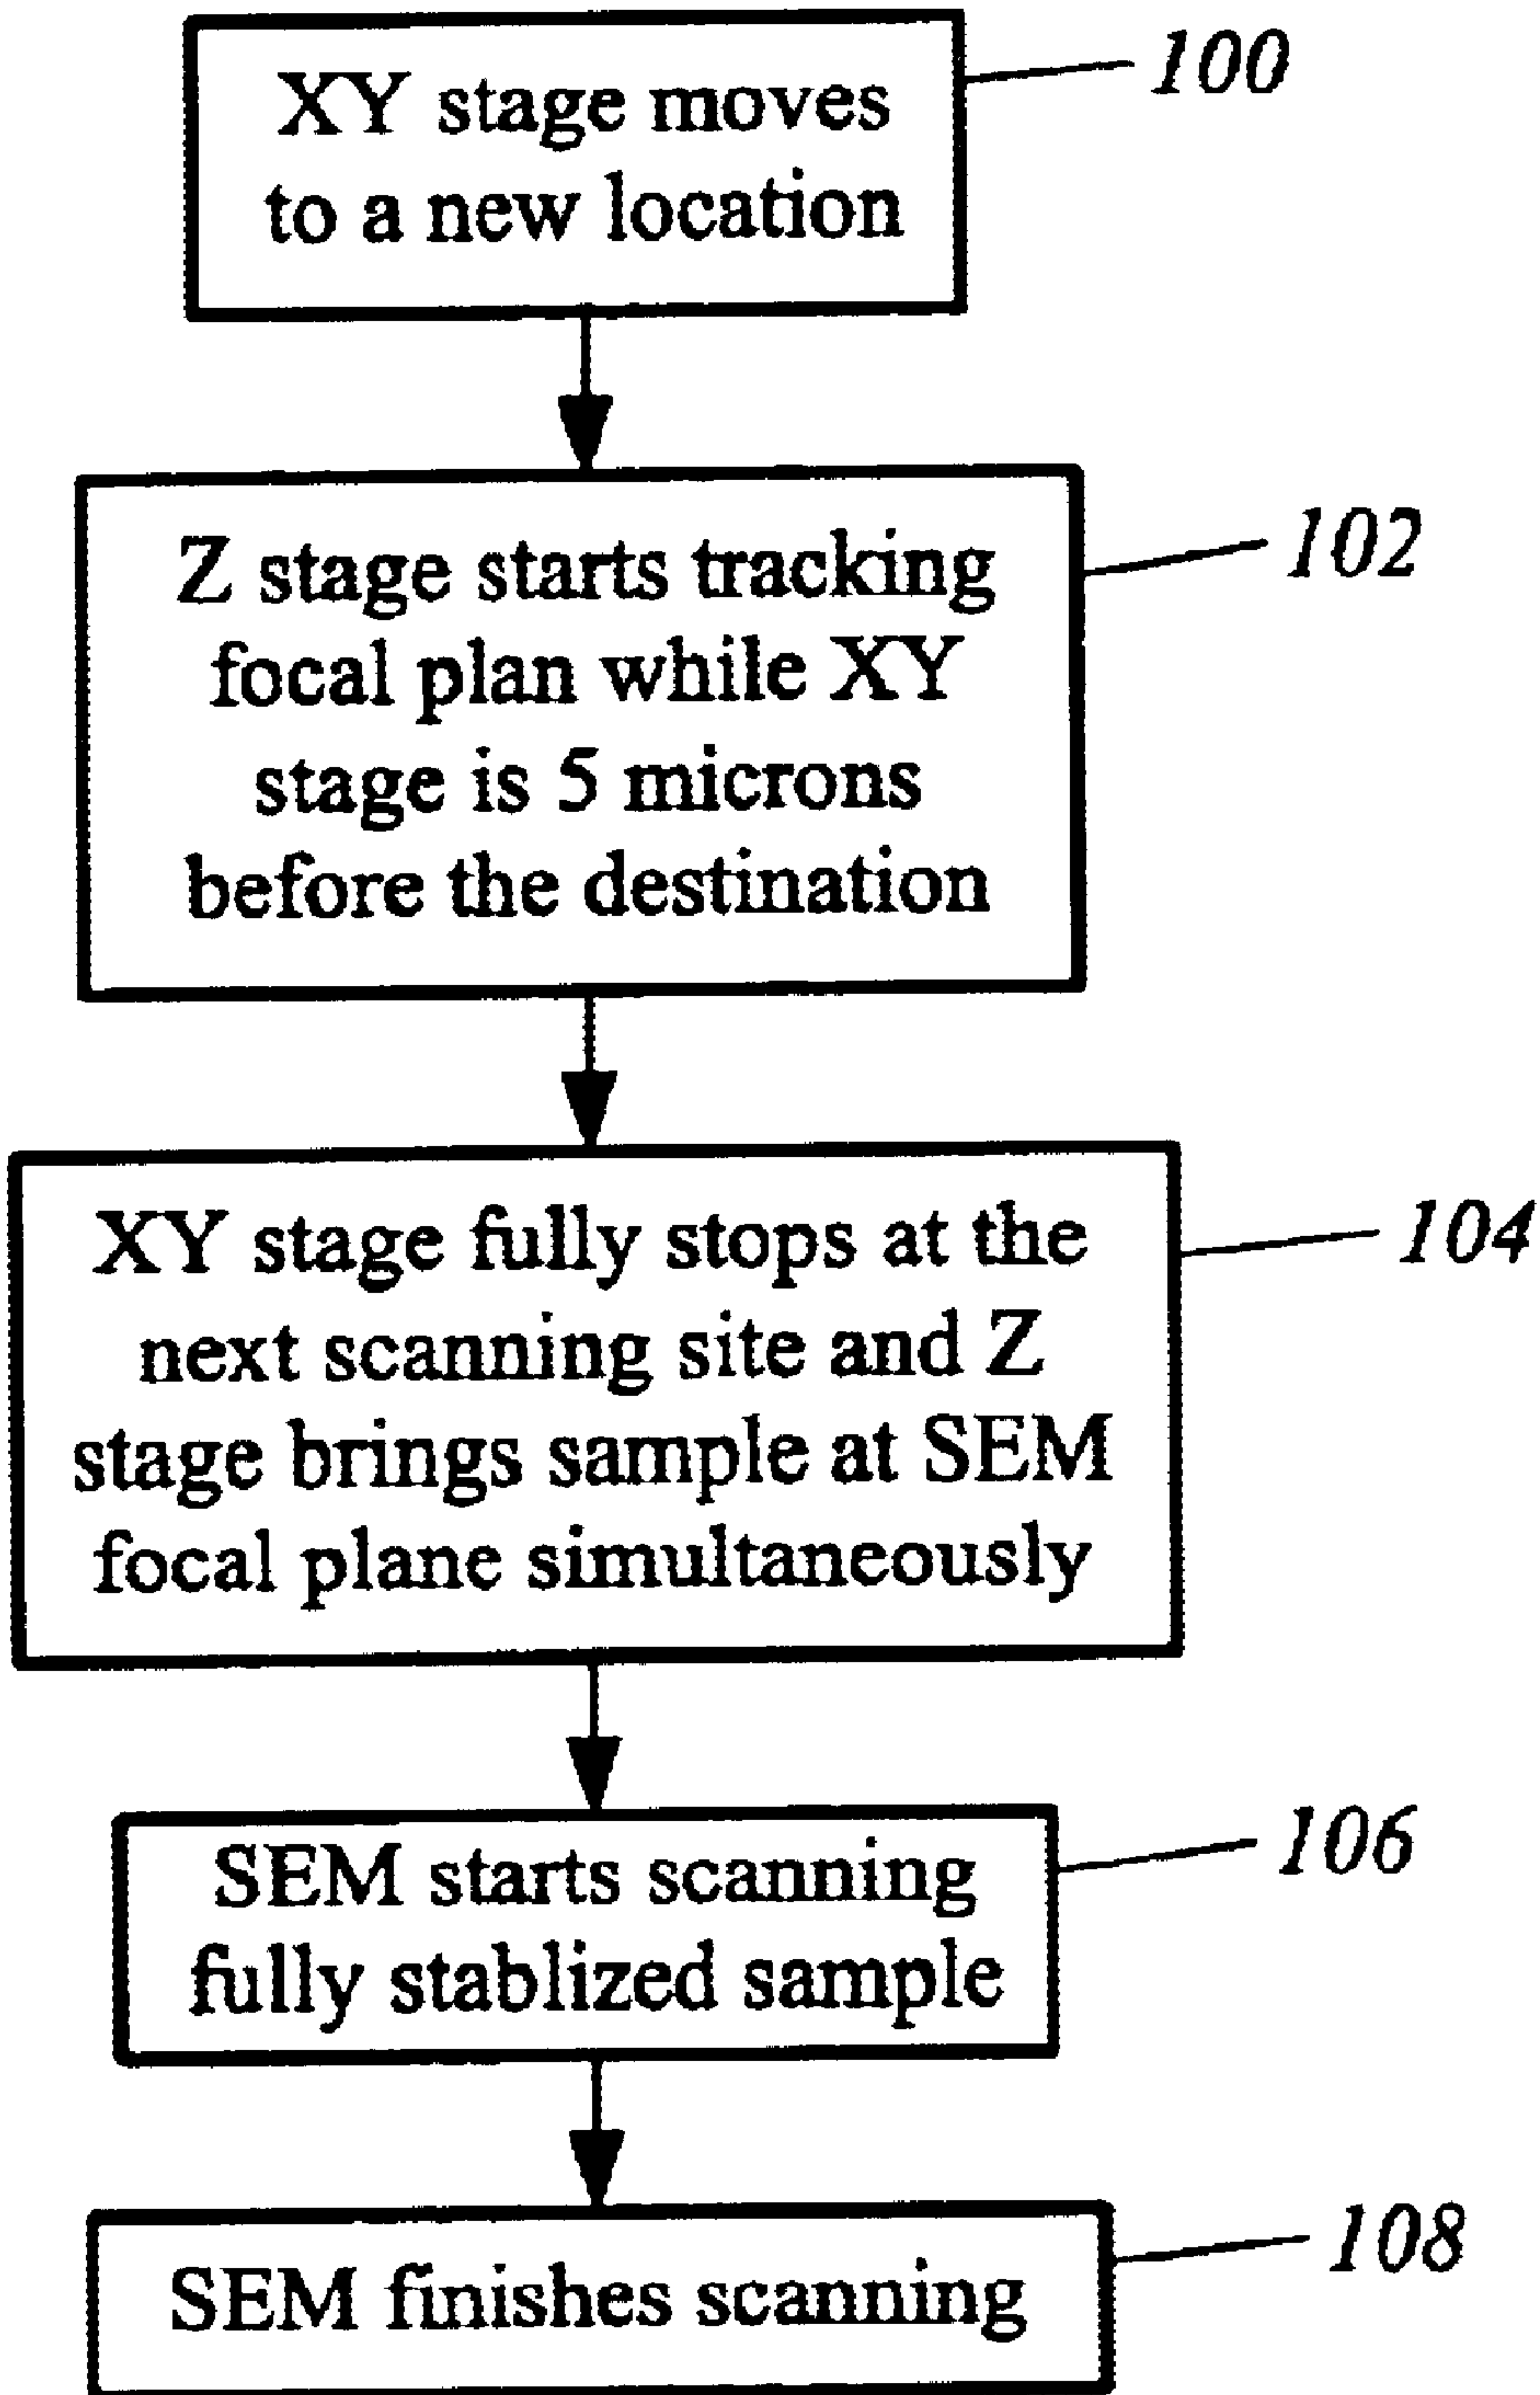 XY stage moves
to a new location
100
Z stage starts tracking
focal plan while XY
stage is 5 microns
before the destination
102
XY stage fully stops at the
next scanning site and Z
stage brings sample at SEM
focal plane simultaneously
104
SEM starts scanning
fully stablized sample
106
SEM finishes scanning
108